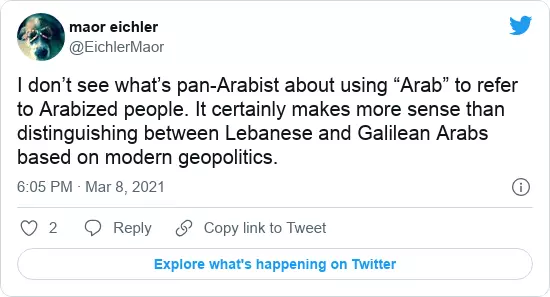 maor eichler
@EichlerMaor
I don’t see what’s pan-Arabist about using “Arab” to refer
to Arabized people. It certainly makes more sense than
distinguishing between Lebanese and Galilean Arabs
based on modern geopolitics.
6:05 PM · Mar 8, 2021
2 Reply Copy link to Tweet
Explore what's happening on Twitter